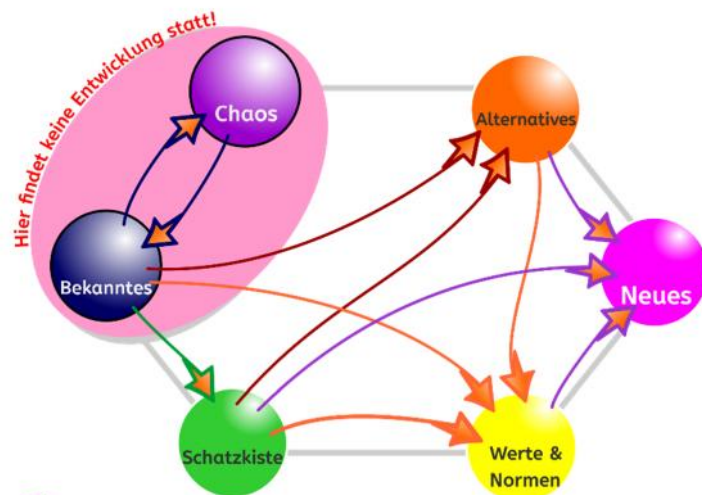 Hier findet keine Entwicklung statt!
Chaos
Alternatives
Bekanntes
Neues
Schatzkiste
Werte &
Normen